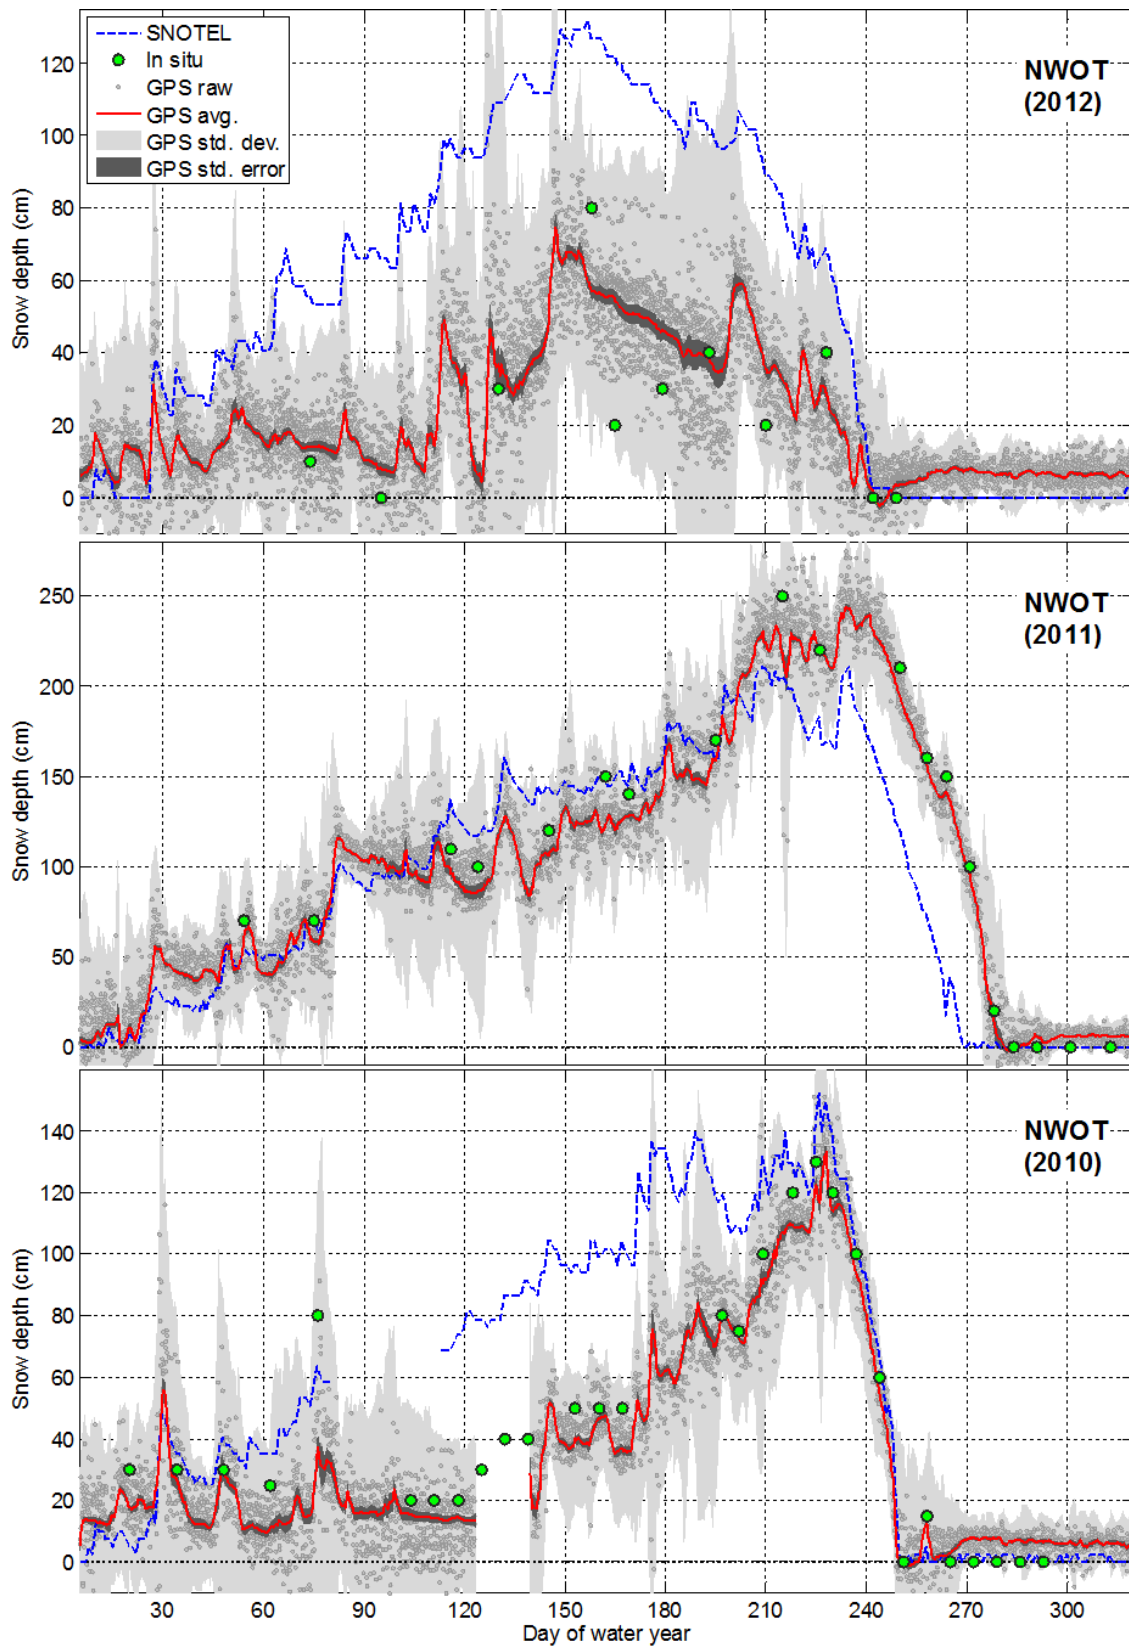 SNOTEL
In situ
GPS raw
GPS avg.
GPS std. dev.
GPS std. error
NWOT
(2012)
Snow depth (cm)
120
100
80
60
40
20
0
NWOT
(2011)
Snow depth (cm)
250
200
150
100
50
0
NWOT
(2010)
Snow depth (cm)
140
120
100
80
60
40
20
0
30 60 90 120 150 180 210 240 270 300
Day of water year